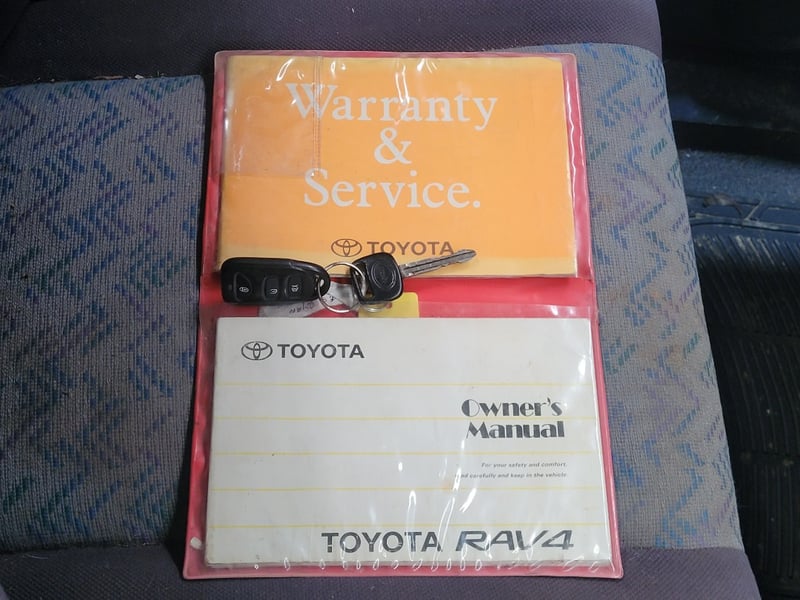 Warranty
&
Service.
TOYOTA
TOYOTA
Owner's
Manual
For your safety and comfort,
read carefully and keep in the vehicle.
TOYOTA RAV4